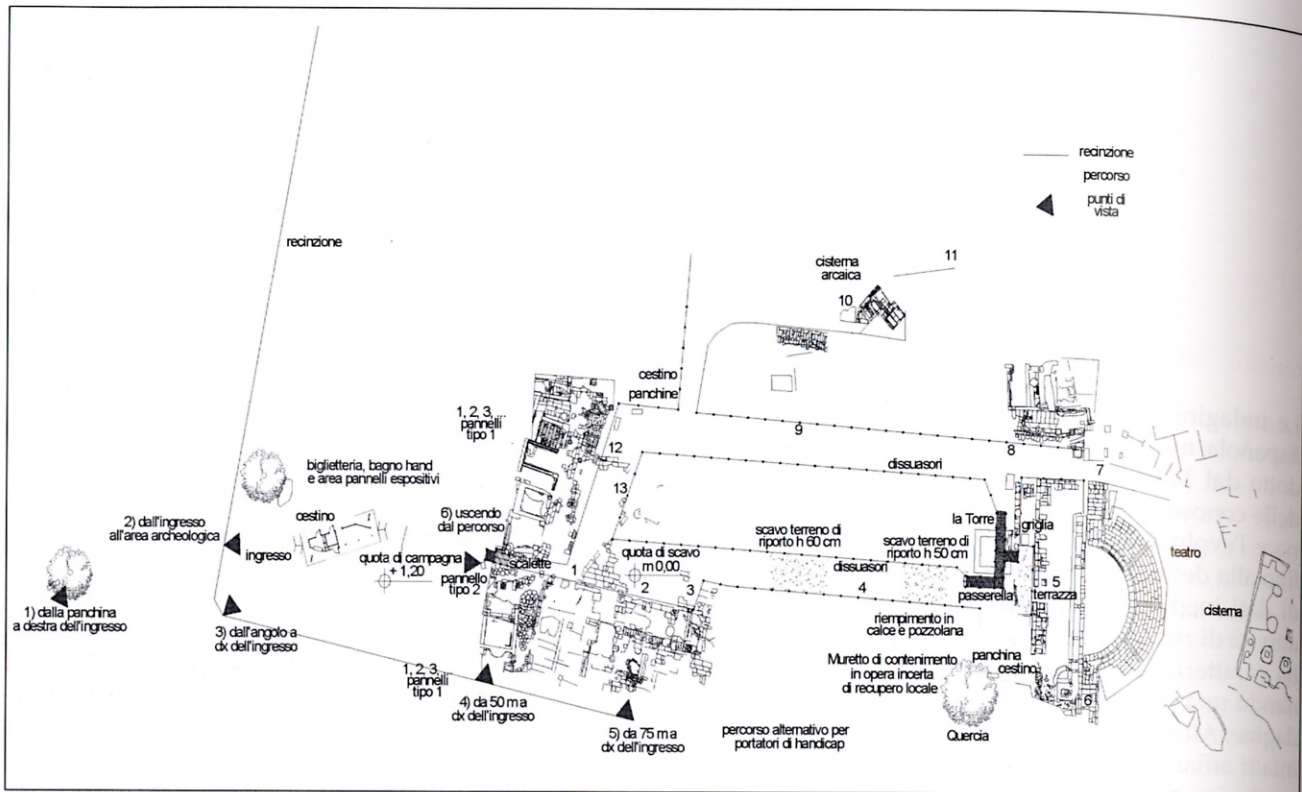 recinzione
percorso
punti di
vista
recinzione
11
cisterna
arcaica
10
cestino
panchine
1, 2, 3, ...
pannelli
tipo 1
9
12
8
7
biglietteria, bagno hand
e area pannelli espositivi
dissuasori
13
cestino
6) uscendo
dal percorso
2) dall'ingresso
all'area archeologica
ingresso
la Torre
griglia
scavo terreno di
riporto h 60 cm
scavo terreno di
riporto h 50 cm
teatro
quota di campagna
+ 1,20
scalette
quota di scavo
m 0,00
dissuasori
pannello
tipo 2
1
2
3
4
passerella
5
terrazza
cisterna
1) dalla panchina
a destra dell'ingresso
3) dall'angolo a
dx dell'ingresso
riempimento in
calce e pozzolana
1, 2, 3,
pannelli
tipo 1
Muretto di contenimento
in opera incerta
di recupero locale
panchina
cestino
6
4) da 50 m a
dx dell'ingresso
5) da 75 m a
dx dell'ingresso
percorso alternativo per
portatori di handicap
Quercia
Le indagini